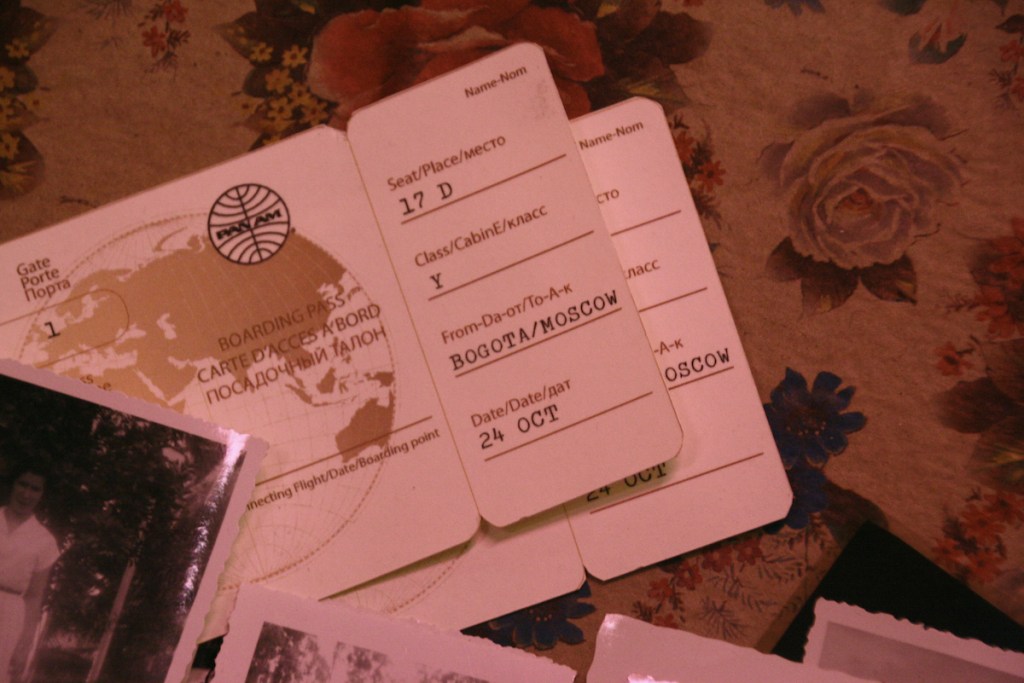 Gate
Porte
Порта
1
PAN AM
BOARDING PASS
CARTE D'ACCES A BORD
ПОСАДОЧНЫЙ ТАЛОН
nnecting Flight/Date/Boarding point
Name-Nom
Seat/Place/место
17 D
Class/CabinE/класс
Y
From-Da-от/To-A-к
BOGOTA/MOSCOW
Date/Date/дат
24 OCT
Name-Nom
сто
ласс
-A-к
OSCOW
24 OCT